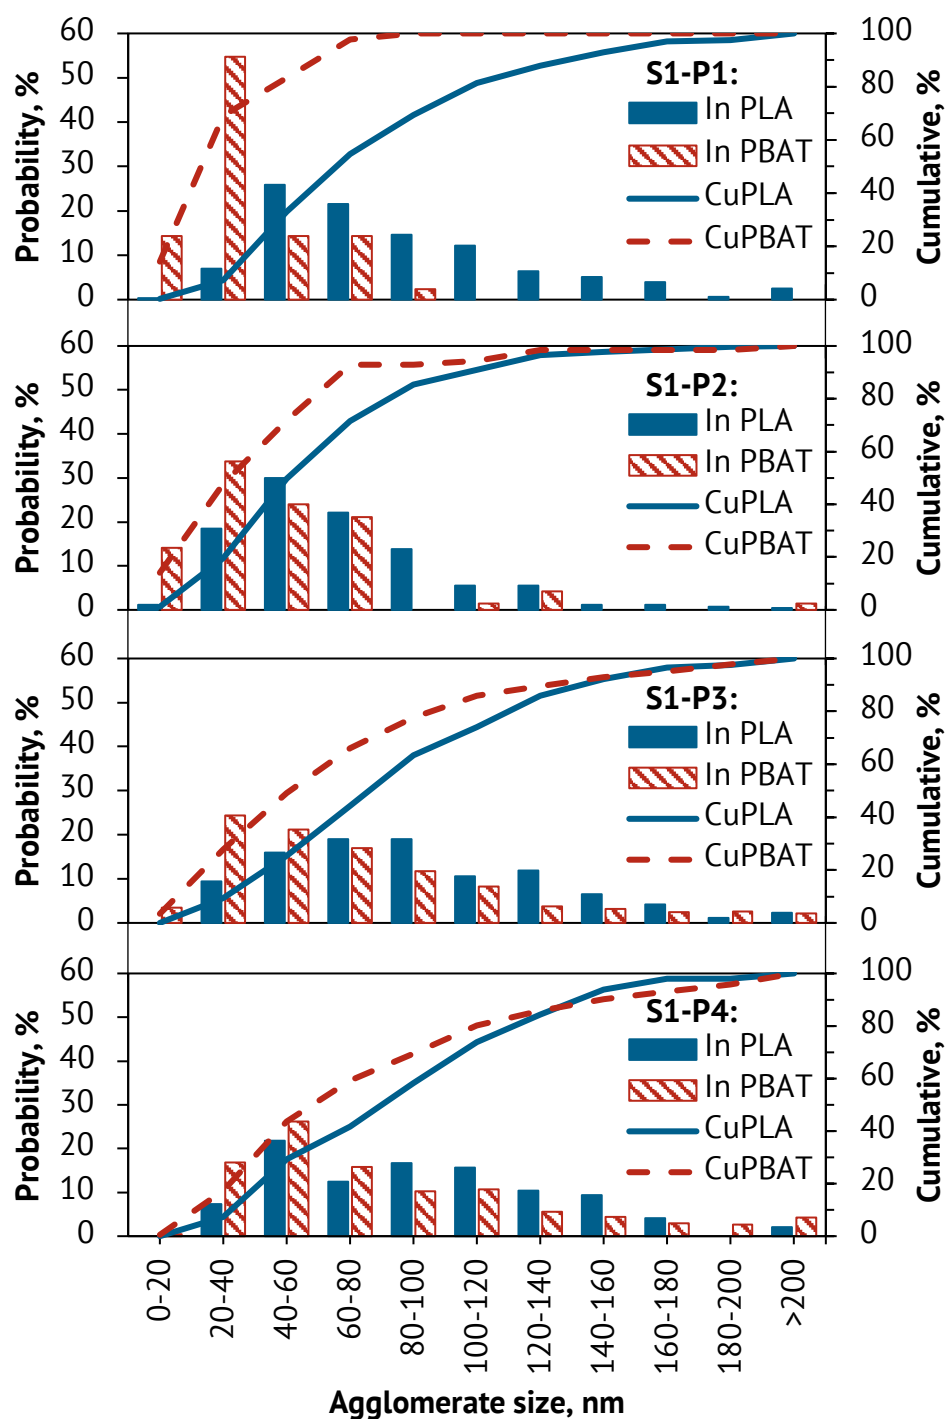 Probability, %
60
50
40
30
20
10
0
S1-P1:
In PLA
In PBAT
CuPLA
CuPBAT
100
80
60
40
20
0
Cumulative, %
Probability, %
60
50
40
30
20
10
0
S1-P2:
In PLA
In PBAT
CuPLA
CuPBAT
100
80
60
40
20
0
Cumulative, %
Probability, %
60
50
40
30
20
10
0
S1-P3:
In PLA
In PBAT
CuPLA
CuPBAT
100
80
60
40
20
0
Cumulative, %
Probability, %
60
50
40
30
20
10
0
S1-P4:
In PLA
In PBAT
CuPLA
CuPBAT
100
80
60
40
20
0
Cumulative, %
0-20
20-40
40-60
60-80
80-100
100-120
120-140
140-160
160-180
180-200
>200
Agglomerate size, nm